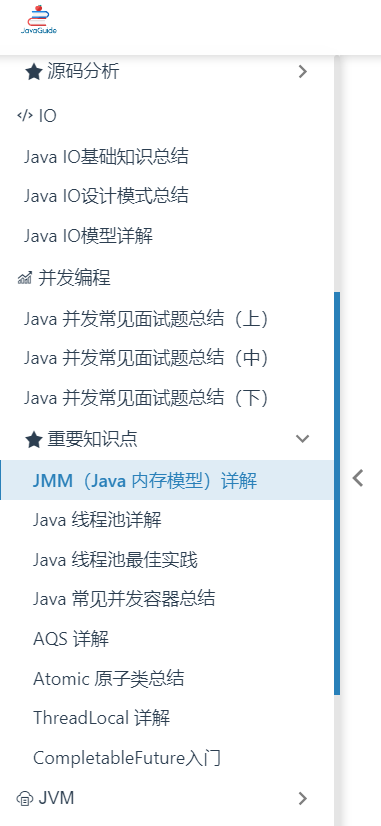 JavaGuide
源码分析
IO
Java IO基础知识总结
Java IO设计模式总结
Java IO模型详解
并发编程
Java 并发常见面试题总结（上）
Java 并发常见面试题总结（中）
Java 并发常见面试题总结（下）
重要知识点
JMM（Java 内存模型）详解
Java 线程池详解
Java 线程池最佳实践
Java 常见并发容器总结
AQS 详解
Atomic 原子类总结
ThreadLocal 详解
CompletableFuture入门
JVM